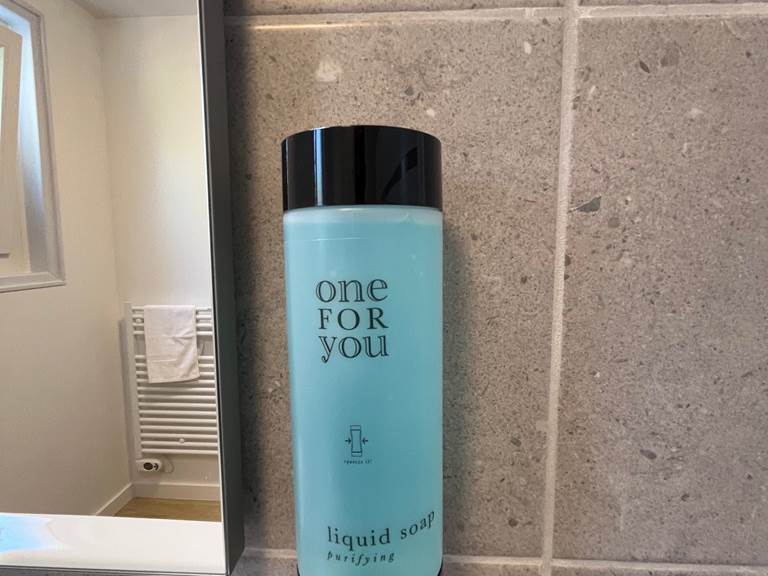 one
FOR
you
liquid soap
purifying